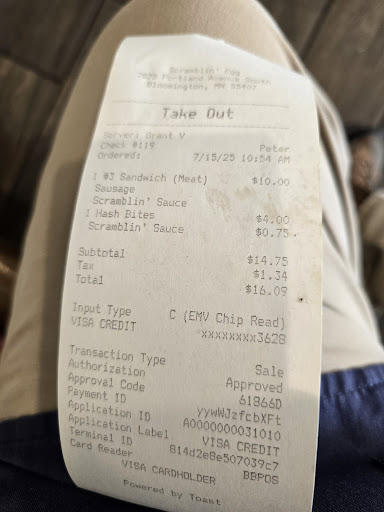 Scramblin' Egg
Portland Avenue South
Bloomington, MN
Take Out
Server: Grant V
Check #119 Peter
Ordered: 7/15/25 10:54 AM
1 #3 Sandwich (Meat) $10.00
Sausage
Scramblin' Sauce
1 Hash Bites $4.00
Scramblin' Sauce $0.75
Subtotal $14.75
Tax $1.34
Total $16.09
Input Type C (EMV Chip Read)
VISA CREDIT xxxxxxxx3628
Transaction Type Sale
Authorization Approved
Approval Code 61866D
Payment ID yywWJzfcbXFt
Application ID A0000000031010
Application Label VISA CREDIT
Terminal ID 814d2e8e507039c7
Card Reader BBPOS
VISA CARDHOLDER
Powered by Toast